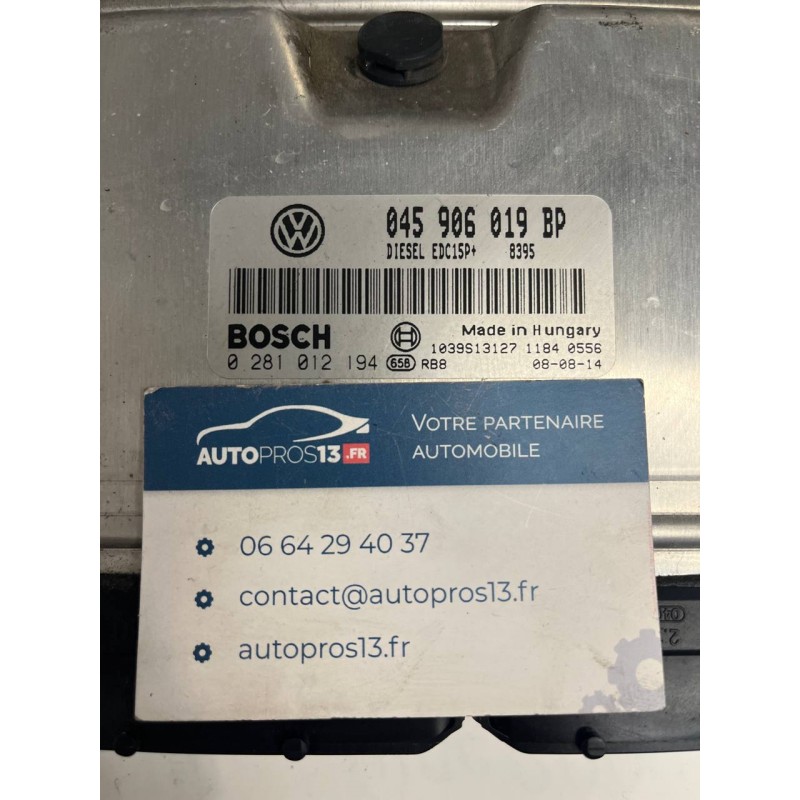 045 906 019 BP
DIESEL EDC15P+ 8395
BOSCH
Made in Hungary
1039S13127 1184 0556
0 281 012 194 658 RB8 08-08-14
AUTOPROS13.FR
VOTRE PARTENAIRE
AUTOMOBILE
06 64 29 40 37
contact@autopros13.fr
autopros13.fr